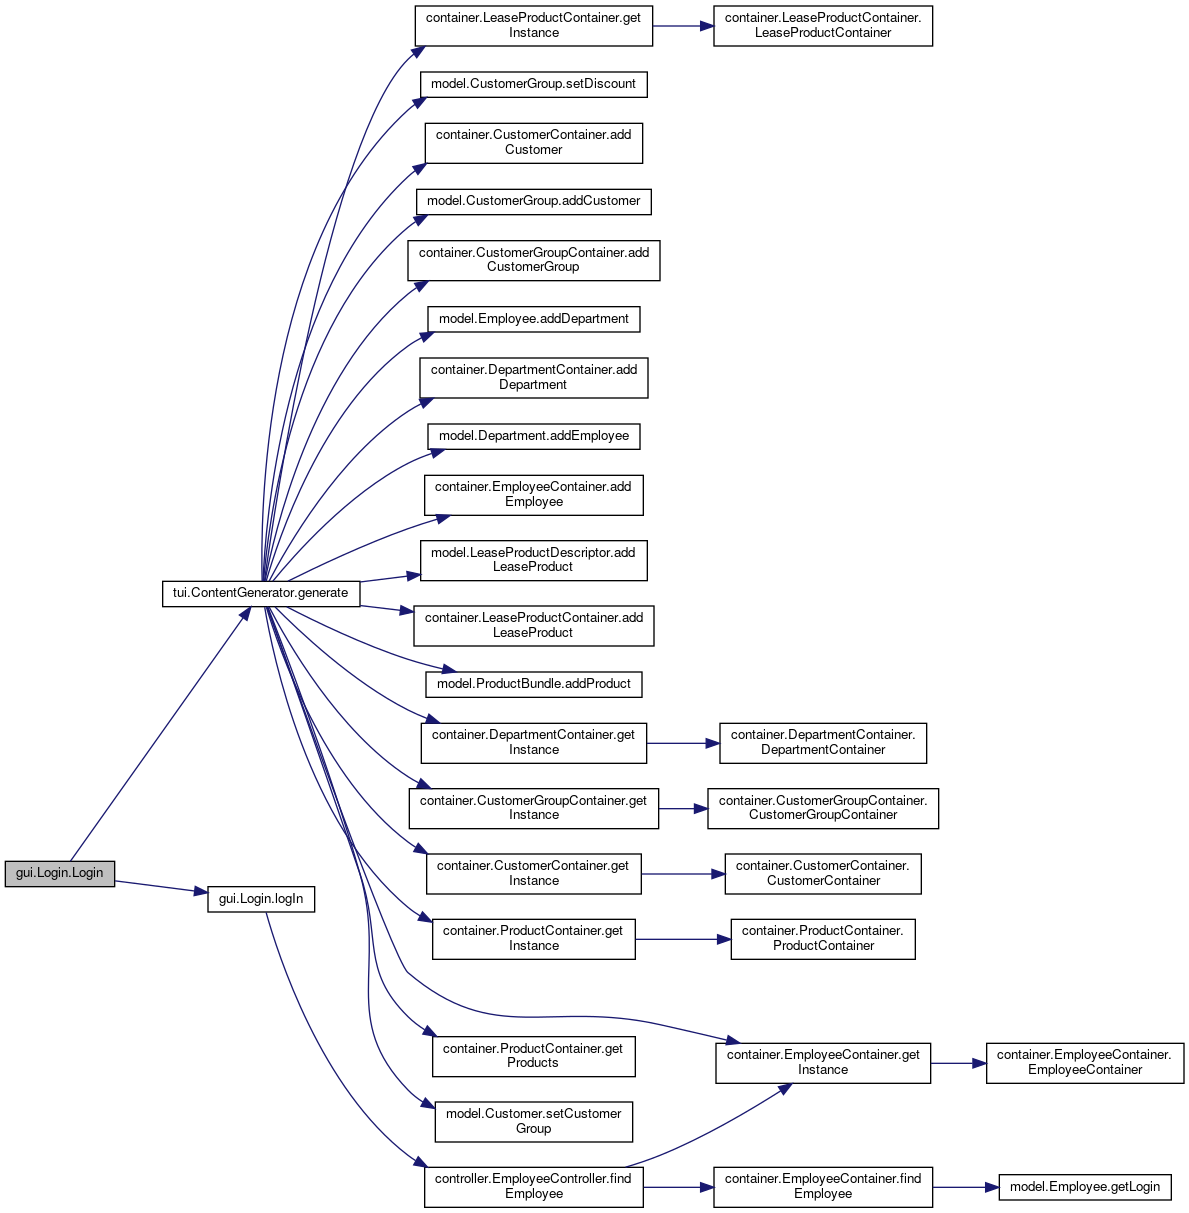 container.LeaseProductContainer.get
Instance
container.LeaseProductContainer.
LeaseProductContainer
model.CustomerGroup.setDiscount
container.CustomerContainer.add
Customer
model.CustomerGroup.addCustomer
container.CustomerGroupContainer.add
CustomerGroup
model.Employee.addDepartment
container.DepartmentContainer.add
Department
model.Department.addEmployee
container.EmployeeContainer.add
Employee
model.LeaseProductDescriptor.add
LeaseProduct
tui.ContentGenerator.generate
container.LeaseProductContainer.add
LeaseProduct
model.ProductBundle.addProduct
container.DepartmentContainer.get
Instance
container.DepartmentContainer.
DepartmentContainer
container.CustomerGroupContainer.get
Instance
container.CustomerGroupContainer.
CustomerGroupContainer
gui.Login.Login
container.CustomerContainer.get
Instance
container.CustomerContainer.
CustomerContainer
gui.Login.logIn
container.ProductContainer.get
Instance
container.ProductContainer.
ProductContainer
container.ProductContainer.get
Products
container.EmployeeContainer.get
Instance
container.EmployeeContainer.
EmployeeContainer
model.Customer.setCustomer
Group
controller.EmployeeController.find
Employee
container.EmployeeContainer.find
Employee
model.Employee.getLogin